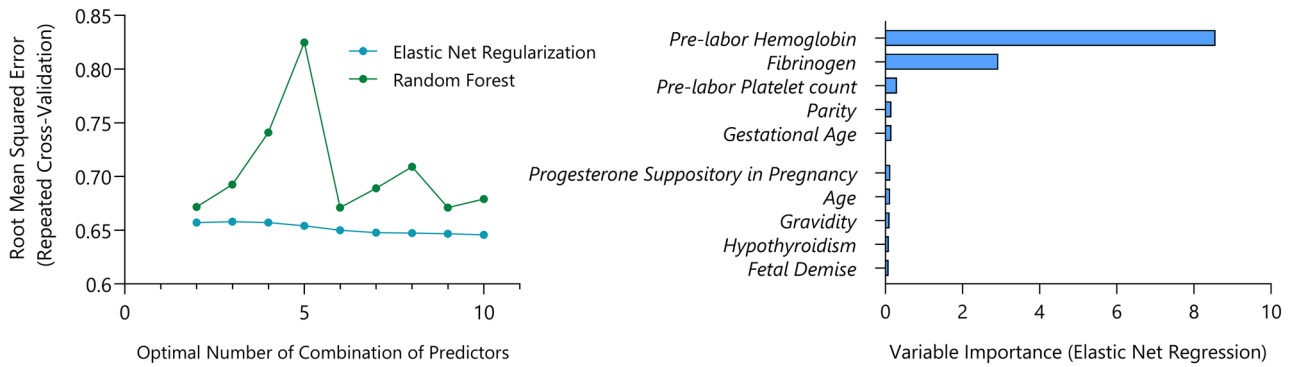 Root Mean Squared Error
(Repeated Cross-Validation)
0.85
0.80
0.75
0.70
0.65
0.6
0
5
10
Optimal Number of Combination of Predictors
Elastic Net Regularization
Random Forest
Pre-labor Hemoglobin
Fibrinogen
Pre-labor Platelet count
Parity
Gestational Age
Progesterone Suppository in Pregnancy
Age
Gravidity
Hypothyroidism
Fetal Demise
0
2
4
6
8
10
Variable Importance (Elastic Net Regression)